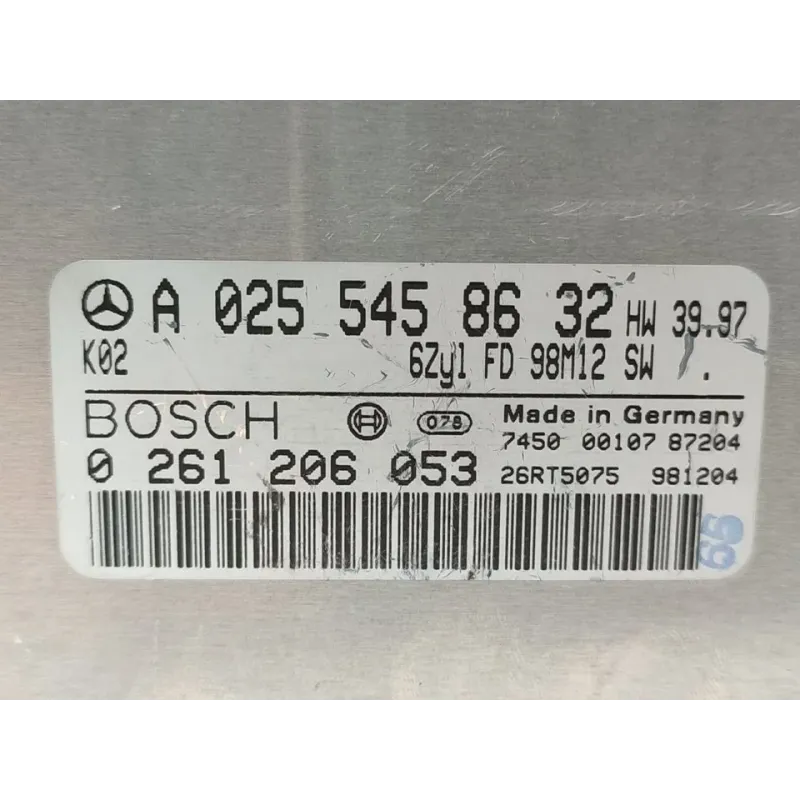 A 025 545 86 32 HW 39.97
K02 6Zyl FD 98M12 SW .
BOSCH H 078 Made in Germany
7450 00107 87204
0 261 206 053 26RT5075 981204
65